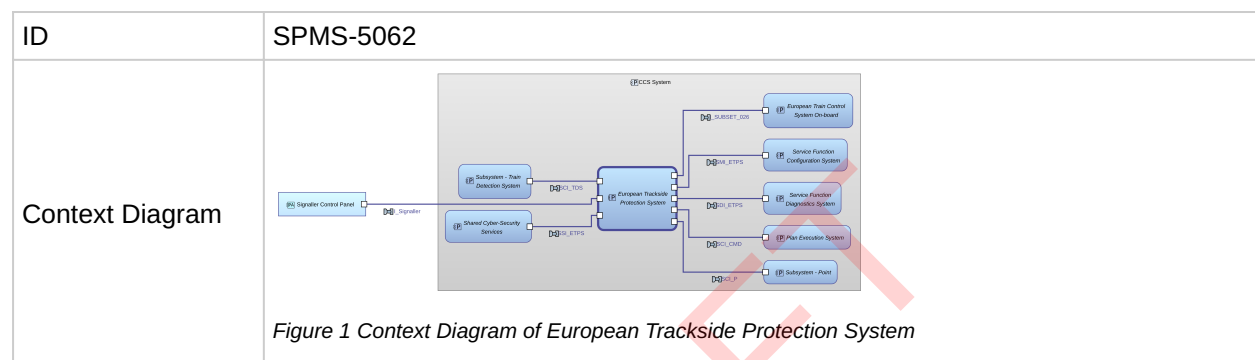 ID
SPMS-5062
Context Diagram
CCS System
European Train Control
System On-board
I_SUBSET_026
Service Function
Configuration System
SMI_ETPS
Subsystem - Train
Detection System
SCI_TDS
European Trackside
Protection System
Service Function
Diagnostics System
SDI_ETPS
Signaller Control Panel
I_Signaller
Shared Cyber-Security
Services
SSI_ETPS
Plan Execution System
SCI_CMD
Subsystem - Point
SCI_P
Figure 1 Context Diagram of European Trackside Protection System